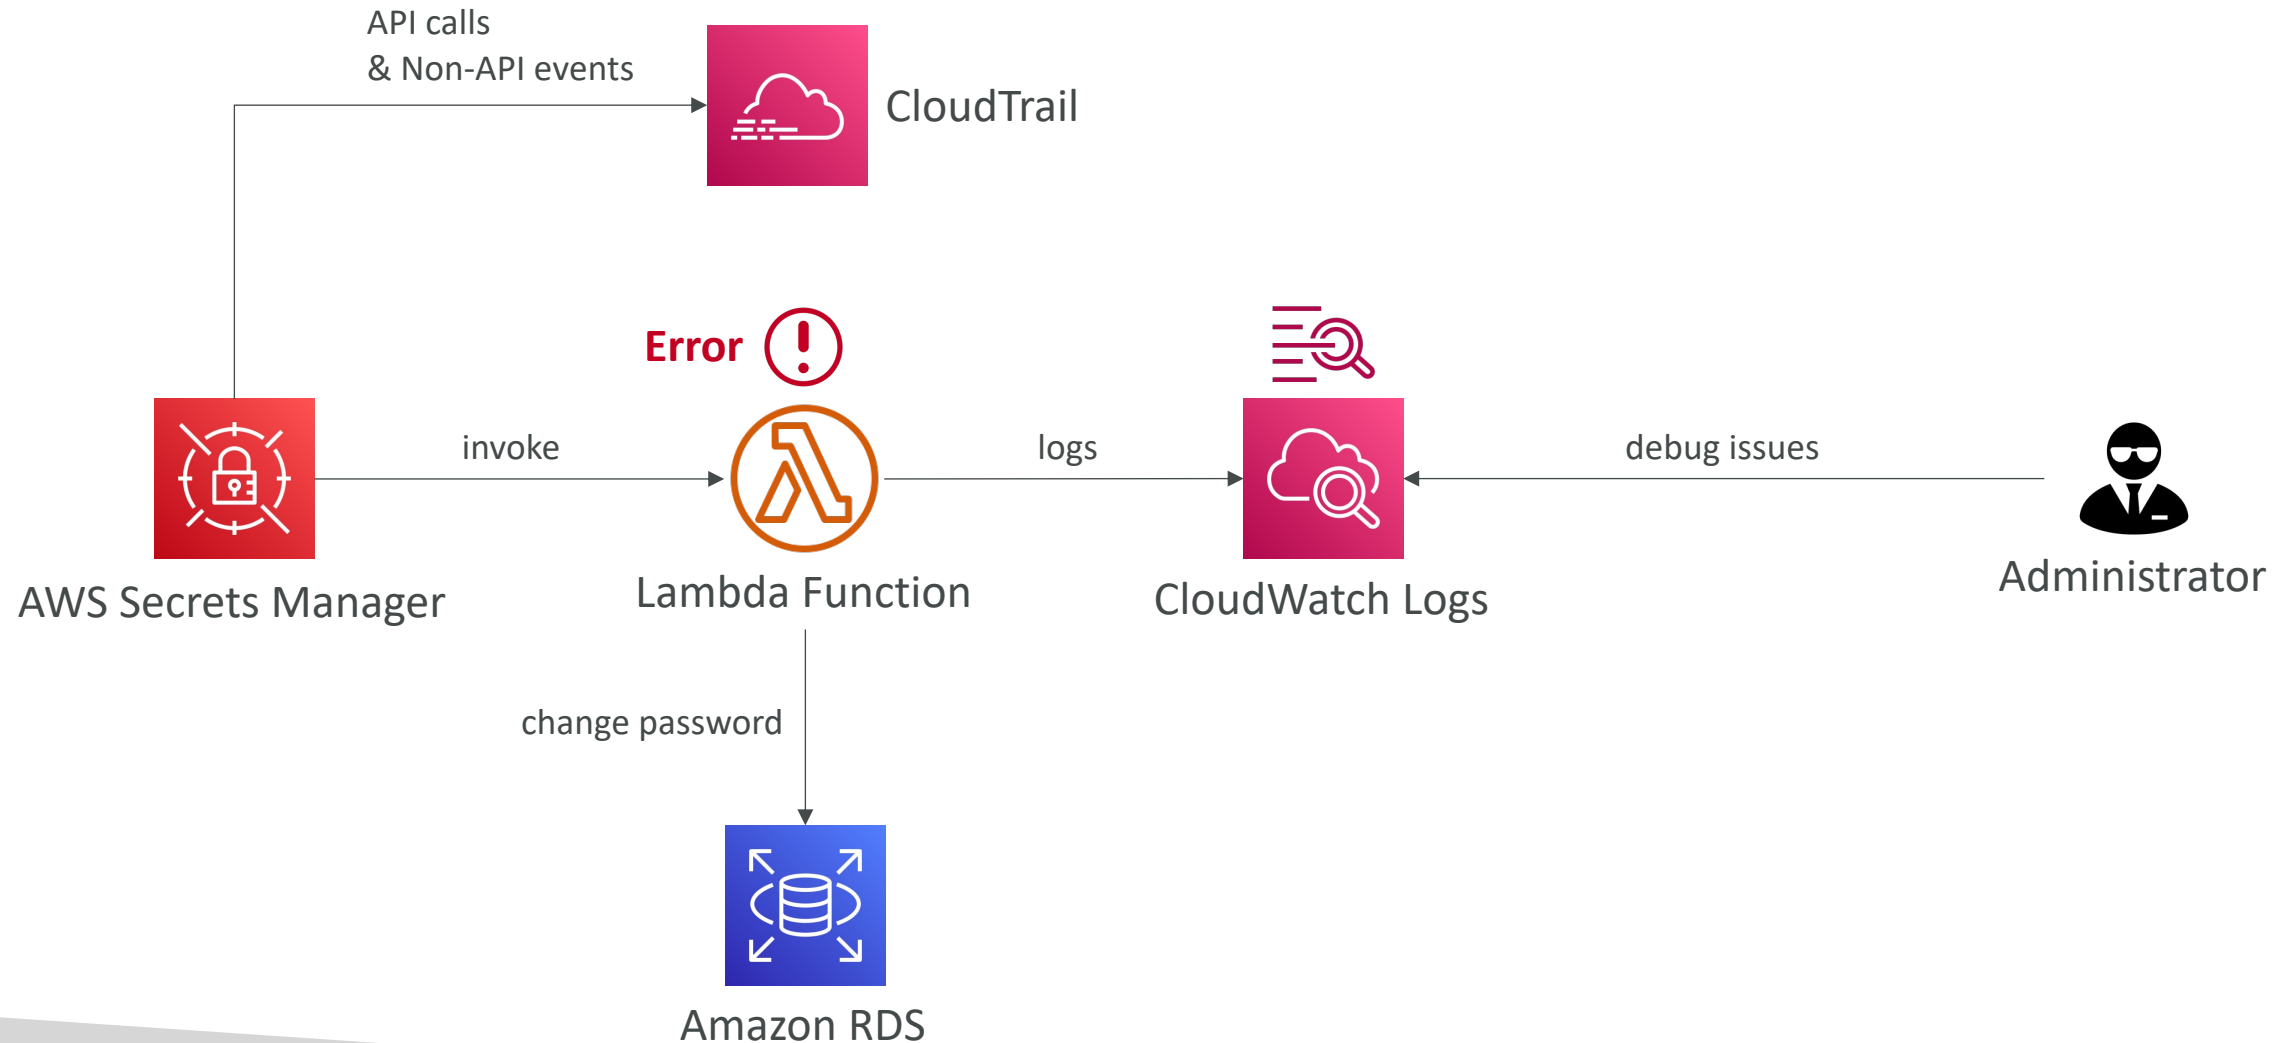 API calls
& Non-API events
CloudTrail
Error
invoke
logs
debug issues
AWS Secrets Manager
Lambda Function
CloudWatch Logs
Administrator
change password
Amazon RDS